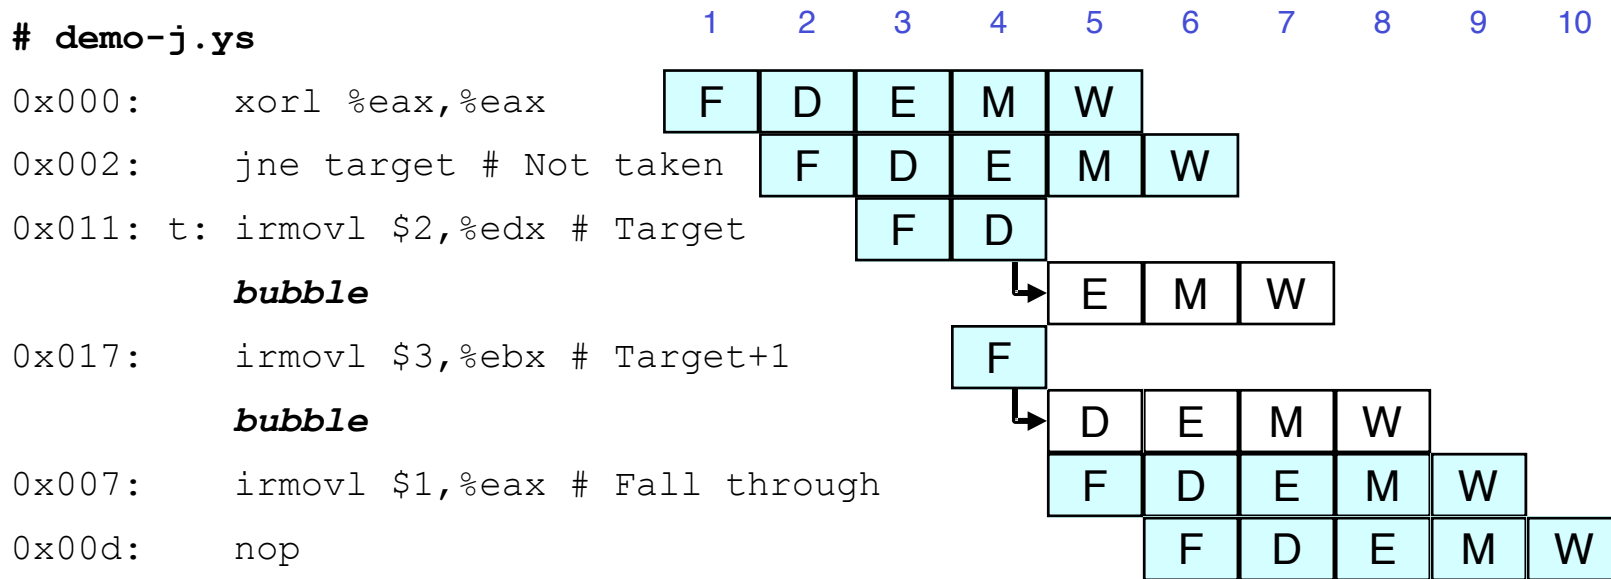 # demo-j.ys 1 2 3 4 5 6 7 8 9 10
0x000: xorl %eax,%eax F D E M W
0x002: jne target # Not taken F D E M W
0x011: t: irmovl $2,%edx # Target F D
bubble E M W
0x017: irmovl $3,%ebx # Target+1 F
bubble D E M W
0x007: irmovl $1,%eax # Fall through F D E M W
0x00d: nop F D E M W